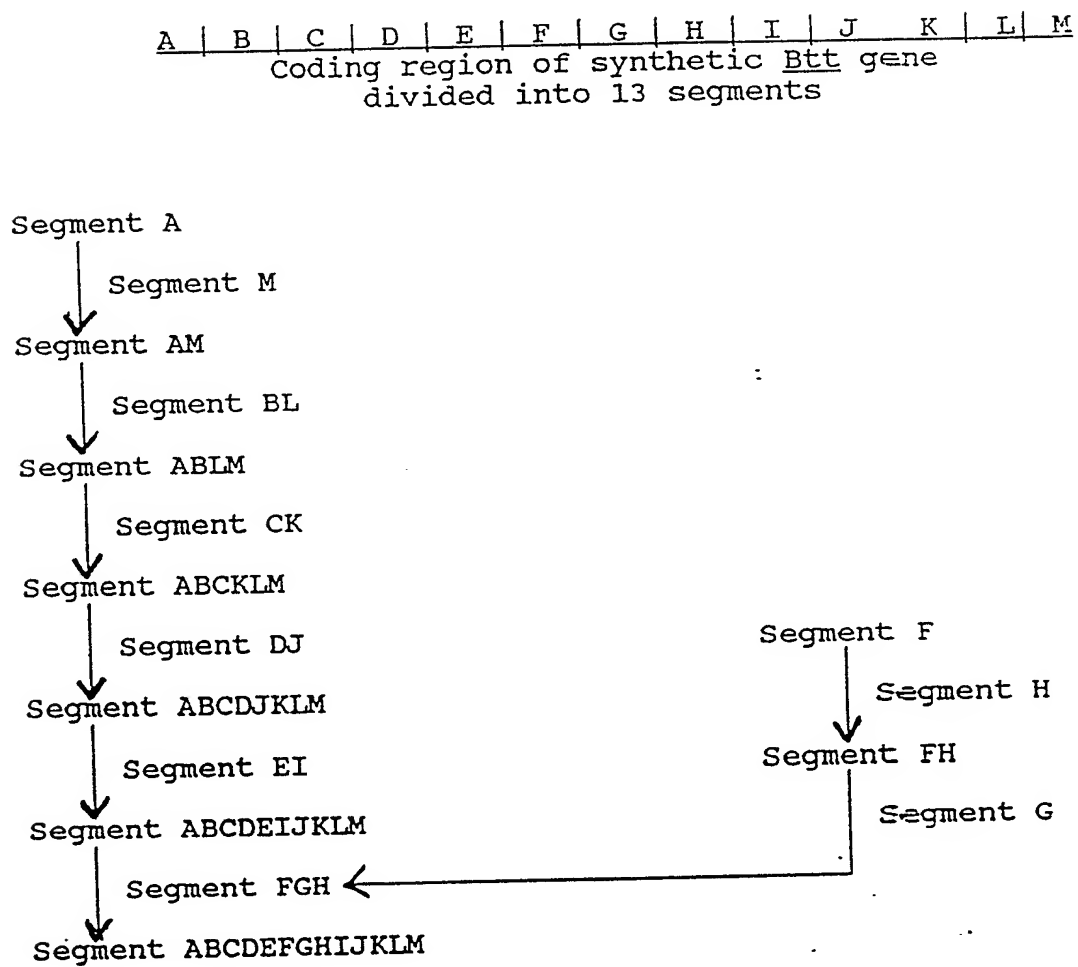 A | B | C | D | E | F | G | H | I | J K | L | M
Coding region of synthetic Btt gene
divided into 13 segments
Segment A
Segment M
Segment AM
Segment BL
Segment ABLM
Segment CK
Segment ABCKLM
Segment DJ
Segment ABCDJKLM
Segment EI
Segment ABCDEIJKLM
Segment FGH
Segment ABCDEFGHIJKLM
Segment F
Segment H
Segment FH
Segment G